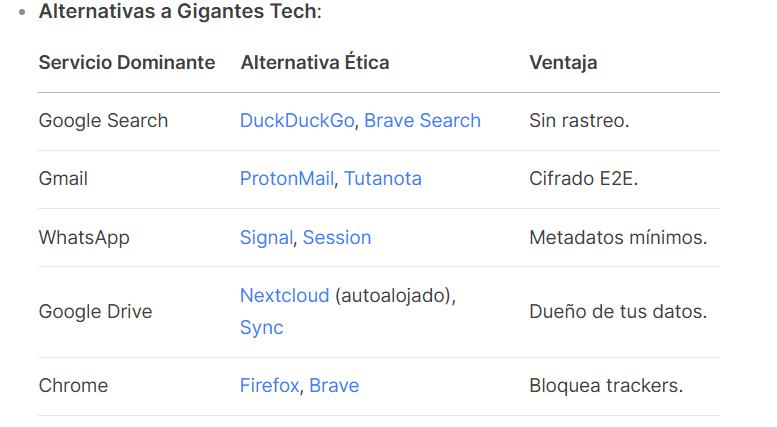 Alternativas a Gigantes Tech:
Servicio Dominante Alternativa Ética Ventaja
Google Search DuckDuckGo, Brave Search Sin rastreo.
Gmail ProtonMail, Tutanota Cifrado E2E.
WhatsApp Signal, Session Metadatos mínimos.
Google Drive Nextcloud (autoalojado), Dueño de tus datos.
Sync
Chrome Firefox, Brave Bloquea trackers.